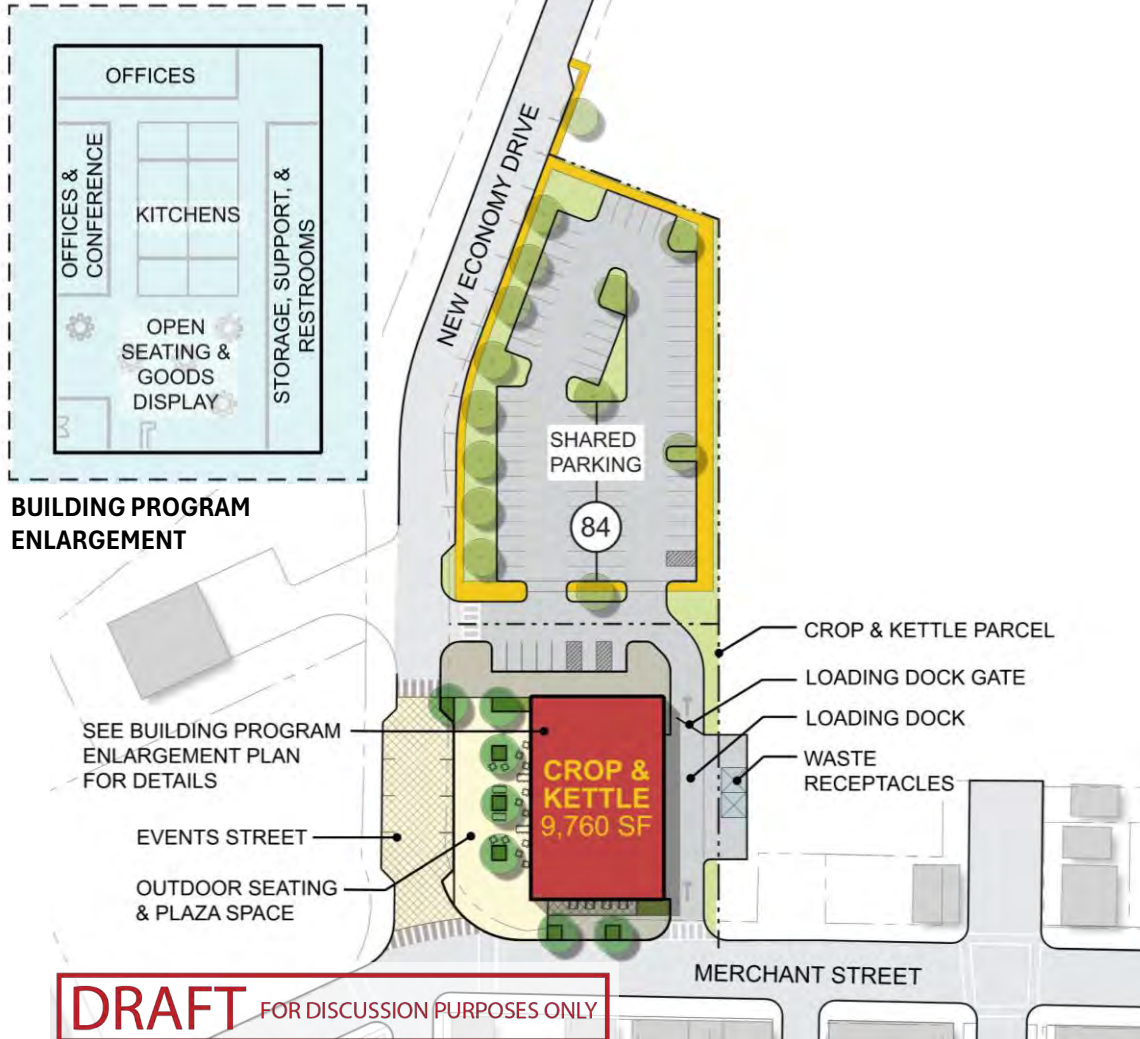 OFFICES
OFFICES &
CONFERENCE
KITCHENS
STORAGE, SUPPORT, &
RESTROOMS
OPEN
SEATING &
GOODS
DISPLAY
BUILDING PROGRAM
ENLARGEMENT
NEW ECONOMY DRIVE
SHARED
PARKING
84
CROP & KETTLE PARCEL
LOADING DOCK GATE
LOADING DOCK
WASTE
RECEPTACLES
SEE BUILDING PROGRAM
ENLARGEMENT PLAN
FOR DETAILS
CROP &
KETTLE
9,760 SF
EVENTS STREET
OUTDOOR SEATING
& PLAZA SPACE
MERCHANT STREET
DRAFT FOR DISCUSSION PURPOSES ONLY